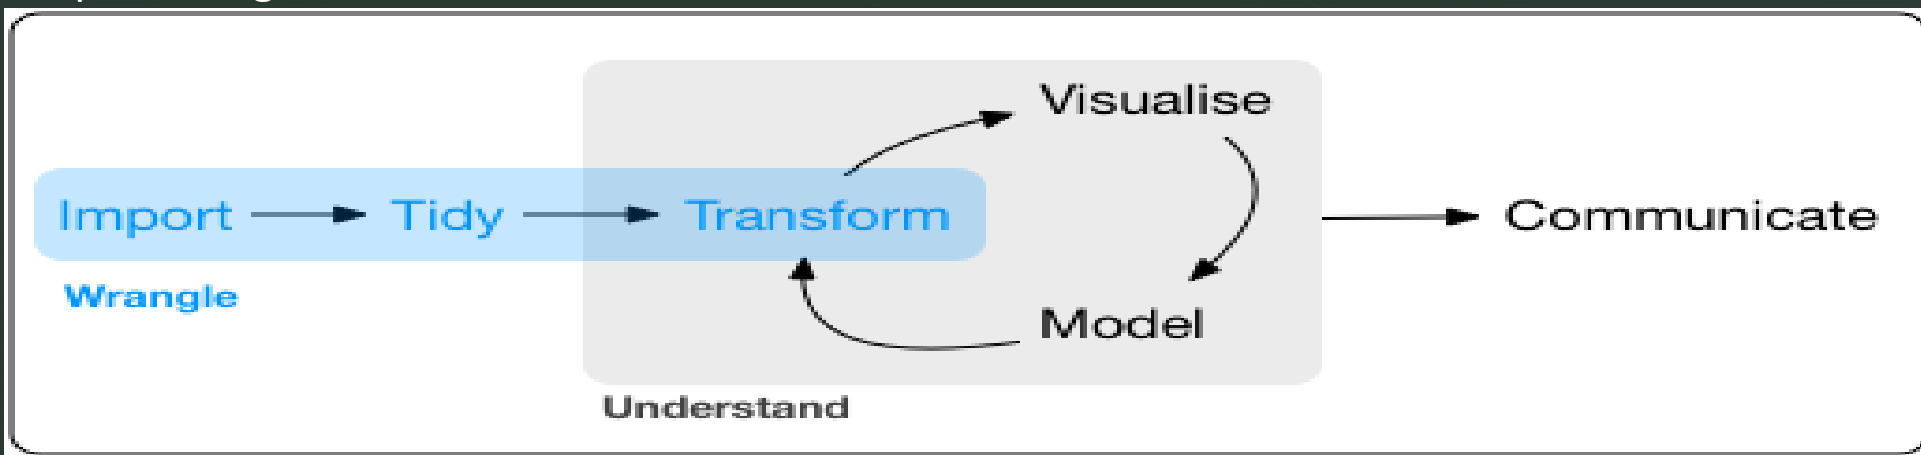 Visualise
Import Tidy Transform Communicate
Wrangle
Model
Understand